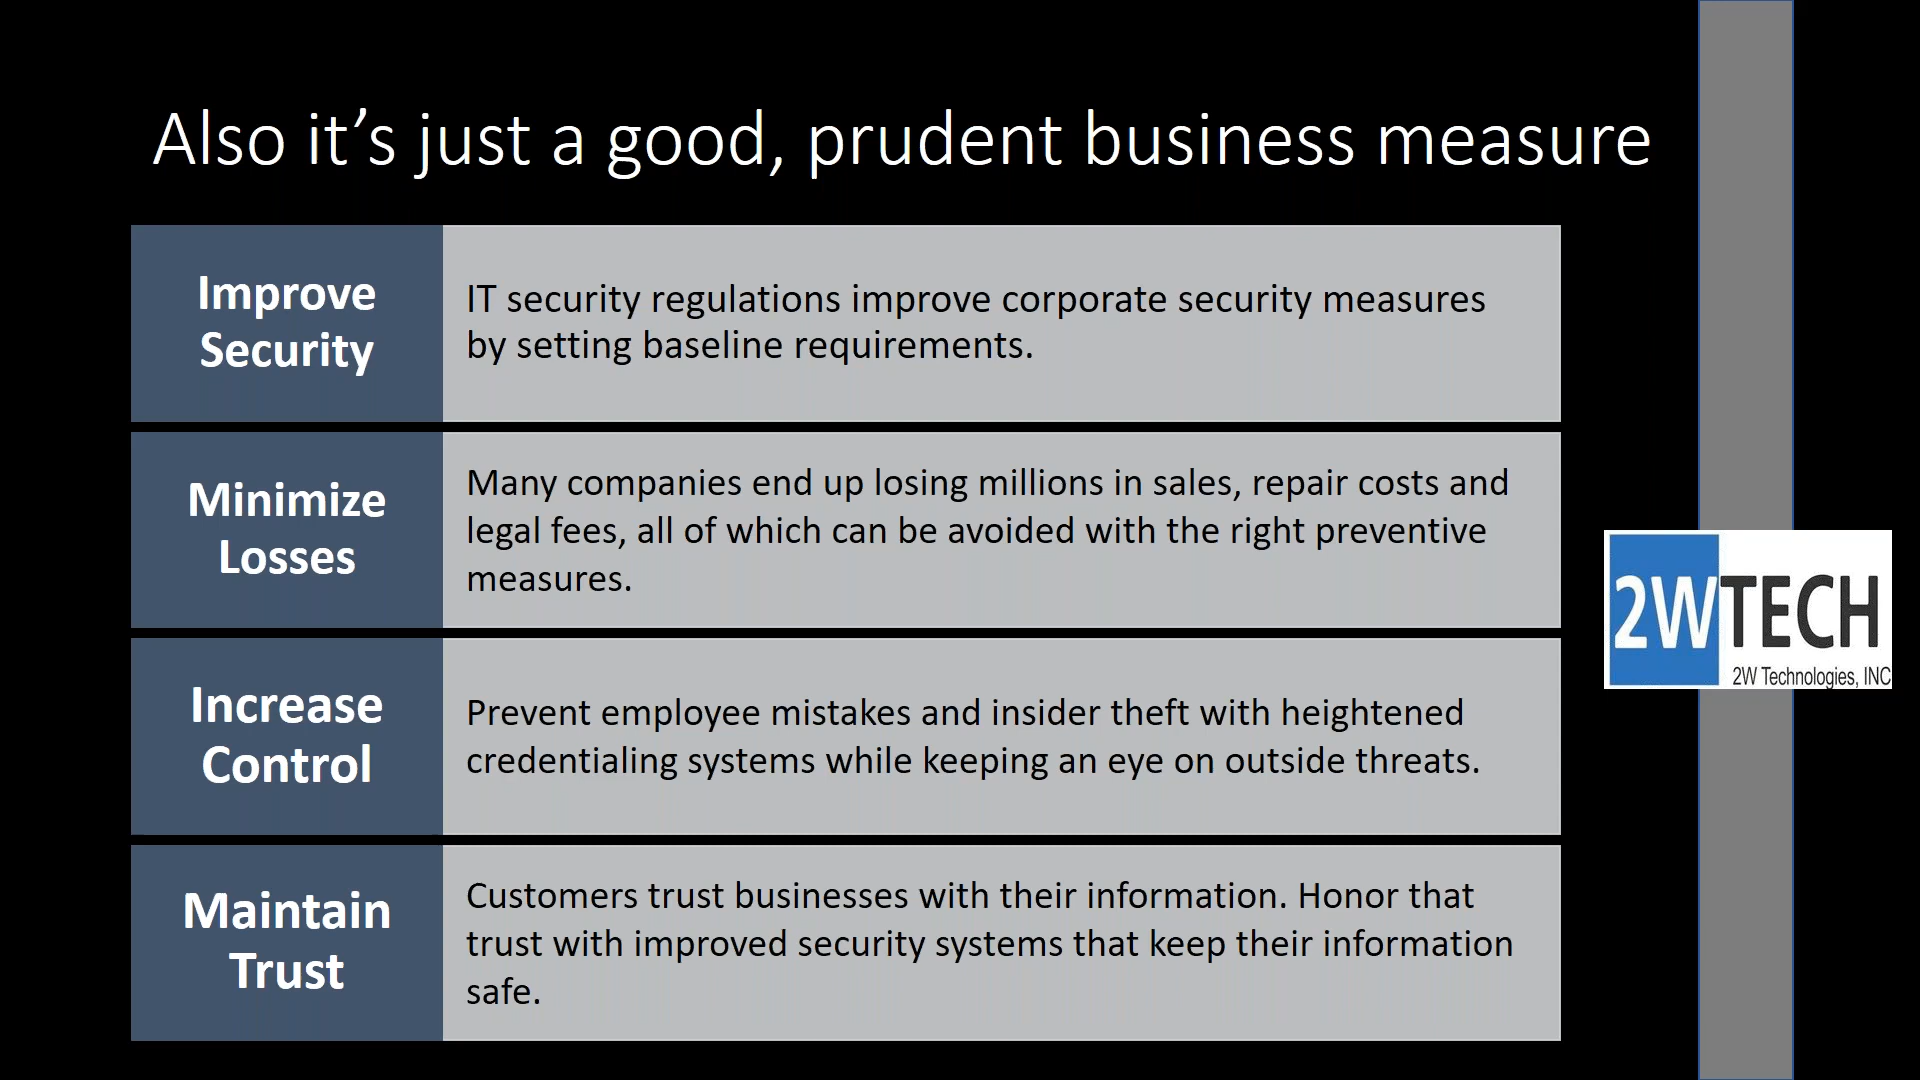 Also it’s just a good, prudent business measure
Improve
Security
IT security regulations improve corporate security measures
by setting baseline requirements.
Minimize
Losses
Many companies end up losing millions in sales, repair costs and
legal fees, all of which can be avoided with the right preventive
measures.
Increase
Control
Prevent employee mistakes and insider theft with heightened
credentialing systems while keeping an eye on outside threats.
Maintain
Trust
Customers trust businesses with their information. Honor that
trust with improved security systems that keep their information
safe.
2WTECH
2W Technologies, INC